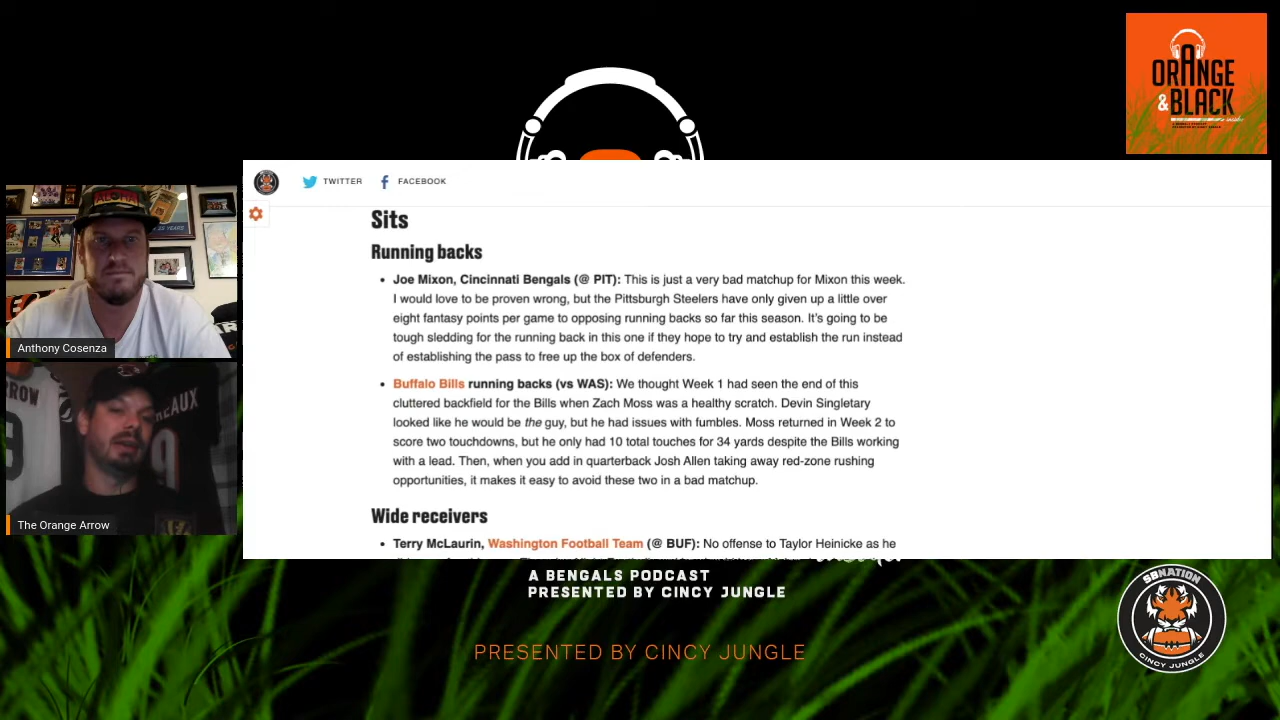 ORANGE
& BLACK
TWITTER
FACEBOOK
Sits
Running backs
• Joe Mixon, Cincinnati Bengals (@ PIT): This is just a very bad matchup for Mixon this week.
I would love to be proven wrong, but the Pittsburgh Steelers have only given up a little over
eight fantasy points per game to opposing running backs so far this season. It's going to be
tough sledding for the running back in this one if they hope to try and establish the run instead
of establishing the pass to free up the box of defenders.
• Buffalo Bills running backs (vs WAS): We thought Week 1 had seen the end of this
cluttered backfield for the Bills when Zach Moss was a healthy scratch. Devin Singletary
looked like he would be the guy, but he had issues with fumbles. Moss returned in Week 2 to
score two touchdowns, but he only had 10 total touches for 34 yards despite the Bills working
with a lead. Then, when you add in quarterback Josh Allen taking away red-zone rushing
opportunities, it makes it easy to avoid these two in a bad matchup.
Wide receivers
• Terry McLaurin, Washington Football Team (@ BUF): No offense to Taylor Heinicke as he
ALOHA
Anthony Cosenza
The Orange Arrow
A BENGALS PODCAST
PRESENTED BY CINCY JUNGLE
PRESENTED BY CINCY JUNGLE
SBNATION
CINCY JUNGLE